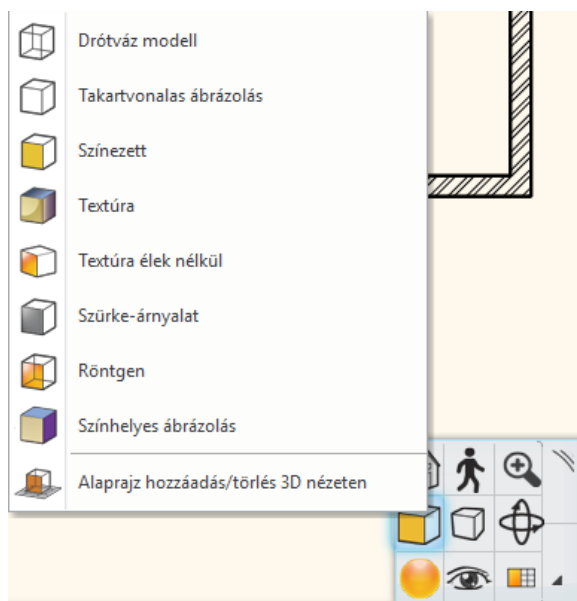 Drótváz modell
Takartvonalas ábrázolás
Színezett
Textúra
Textúra élek nélkül
Szürke-árnyalat
Röntgen
Színhelyes ábrázolás
Alaprajz hozzáadás/törlés 3D nézeten